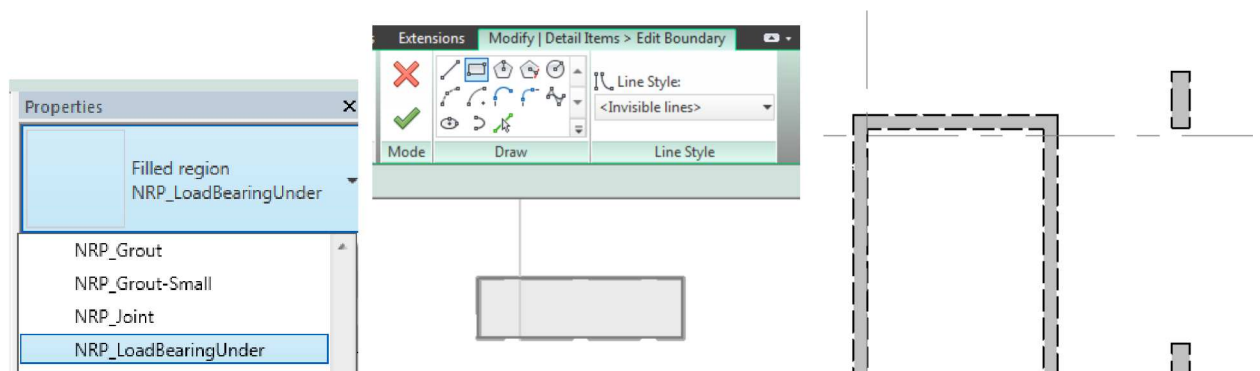 Properties
Filled region
NRP_LoadBearingUnder
NRP_Grout
NRP_Grout-Small
NRP_Joint
NRP_LoadBearingUnder
Extensions
Modify | Detail Items > Edit Boundary
Line Style:
<Invisible lines>
Mode
Draw
Line Style